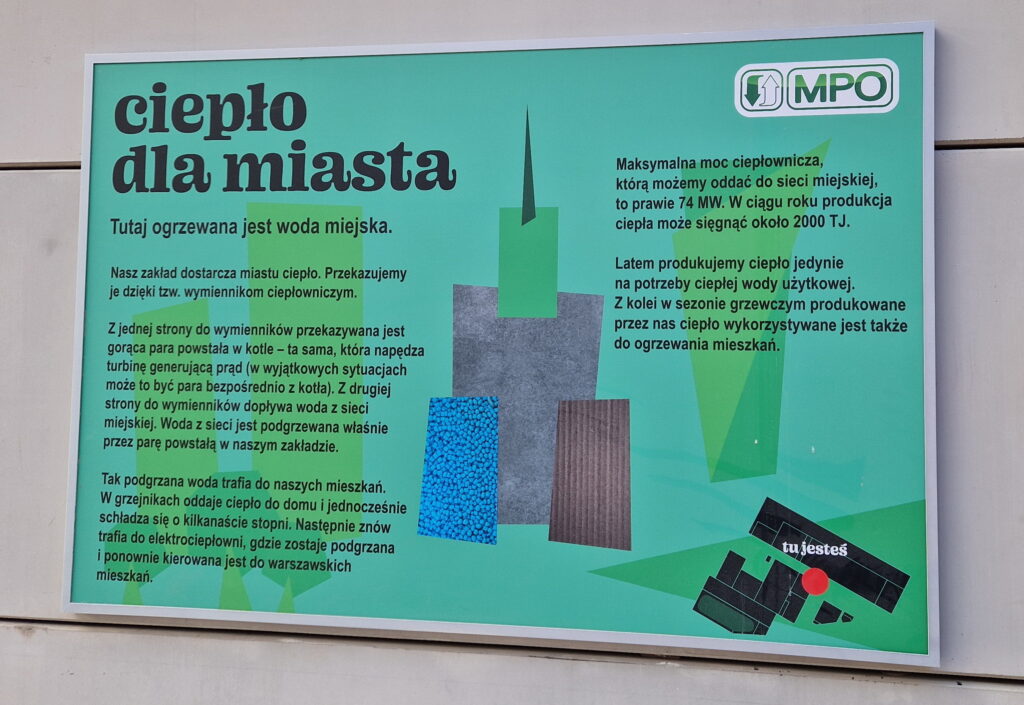 ciepło
dla miasta
Tutaj ogrzewana jest woda miejska.
Nasz zakład dostarcza miastu ciepło. Przekazujemy
je dzięki tzw. wymiennikom ciepłowniczym.
Z jednej strony do wymienników przekazywana jest
gorąca para powstała w kotle – ta sama, która napędza
turbinę generującą prąd (w wyjątkowych sytuacjach
może to być para bezpośrednio z kotła). Z drugiej
strony do wymienników dopływa woda z sieci
miejskiej. Woda z sieci jest podgrzewana właśnie
przez parę powstałą w naszym zakładzie.
Tak podgrzana woda trafia do naszych mieszkań.
W grzejnikach oddaje ciepło do domu i jednocześnie
schładza się o kilkanaście stopni. Następnie znów
trafia do elektrociepłowni, gdzie zostaje podgrzana
i ponownie kierowana jest do warszawskich
mieszkań.
MPO
Maksymalna moc ciepłownicza,
którą możemy oddać do sieci miejskiej,
to prawie 74 MW. W ciągu roku produkcja
ciepła może sięgnąć około 2000 TJ.
Latem produkujemy ciepło jedynie
na potrzeby ciepłej wody użytkowej.
Z kolei w sezonie grzewczym produkowane
przez nas ciepło wykorzystywane jest także
do ogrzewania mieszkań.
tu jesteś